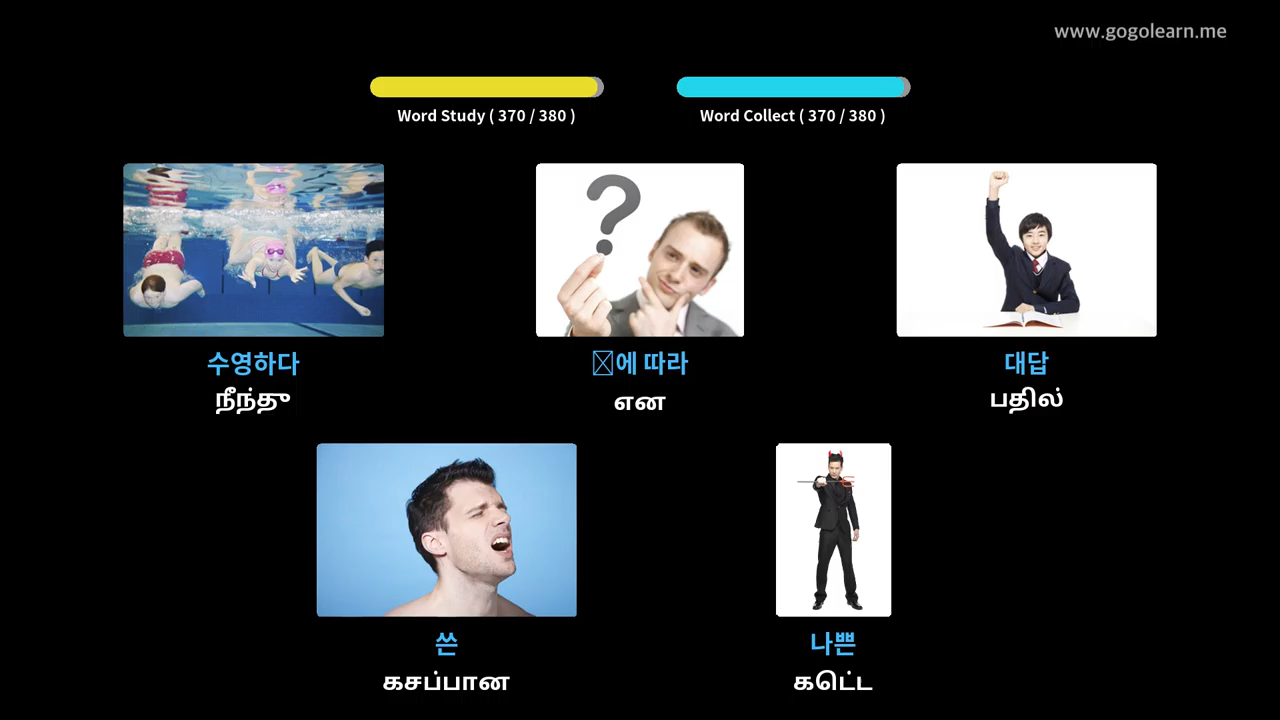 www.gogolearn.me
Word Study ( 370 / 380 )
Word Collect ( 370 / 380 )
수영하다
நீந்து
에 따라
என
대답
பதில்
쓴
கசப்பான
나쁜
கெட்ட